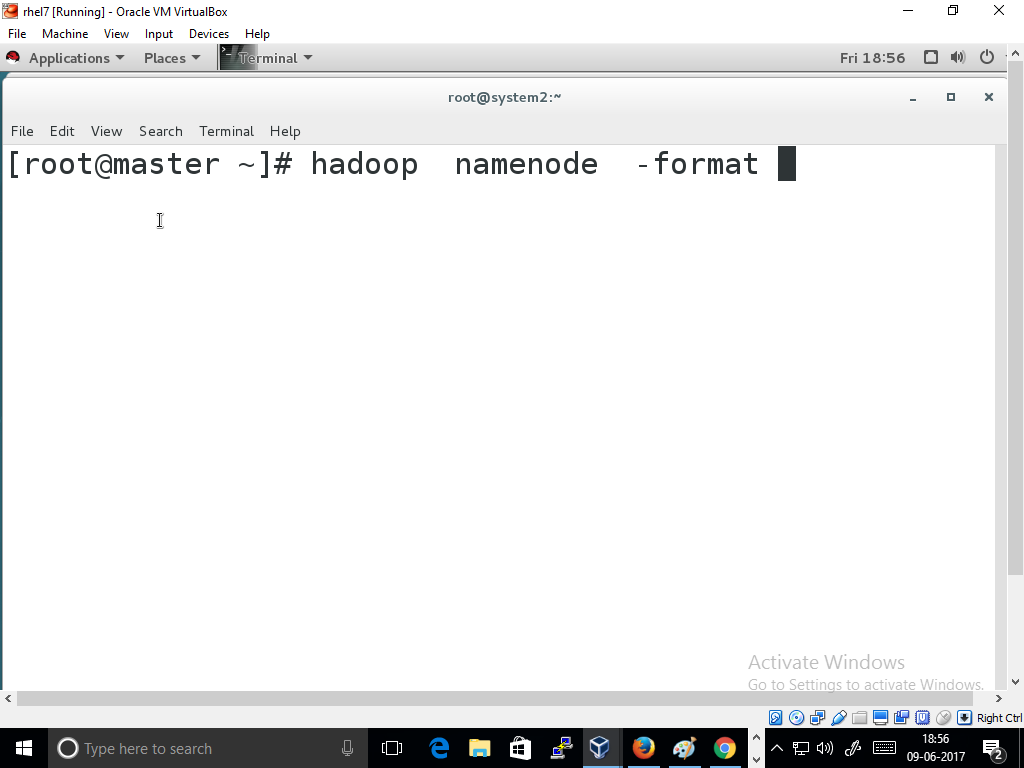 rhel7 [Running] - Oracle VM VirtualBox
File Machine View Input Devices Help
Applications Places Terminal Fri 18:56
root@system2:~
File Edit View Search Terminal Help
[root@master ~]# hadoop  namenode  -format
Activate Windows
Go to Settings to activate Windows.
Right Ctrl
Type here to search
18:56
09-06-2017
2